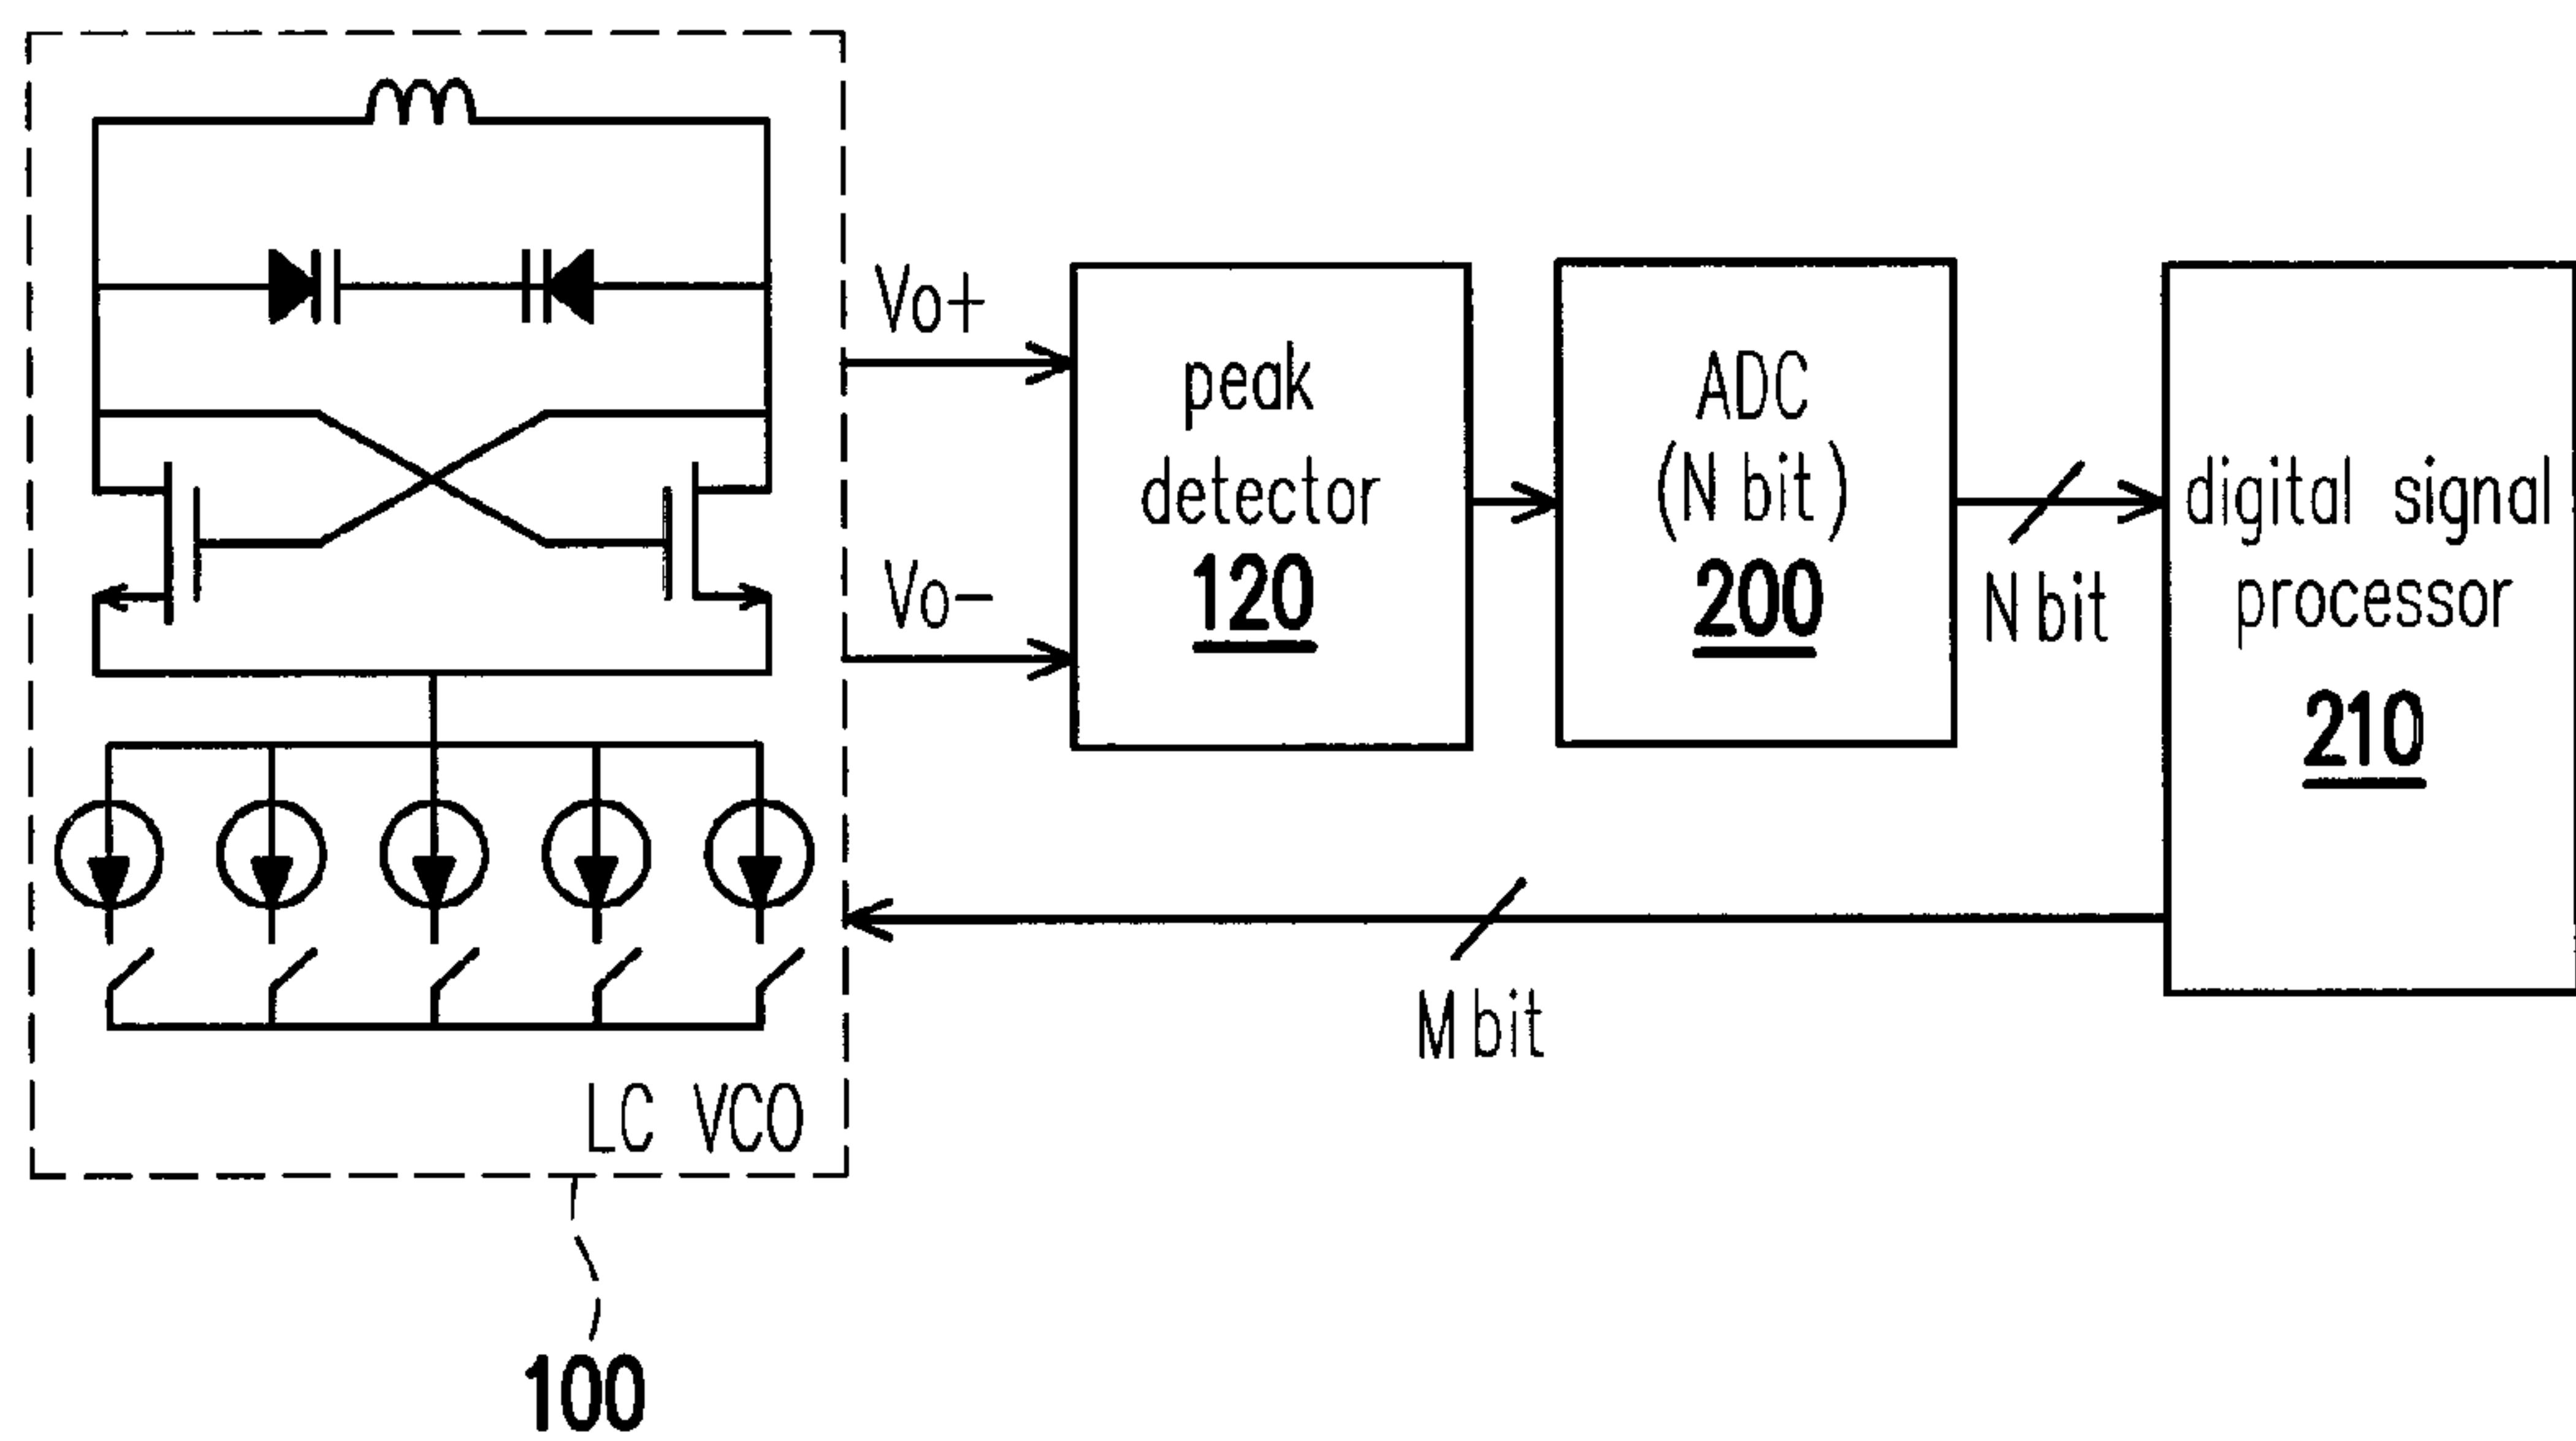 Vo+
Vo-
peak
detector
120
ADC
(N bit)
200
N bit
digital signal
processor
210
M bit
LC VCO
100